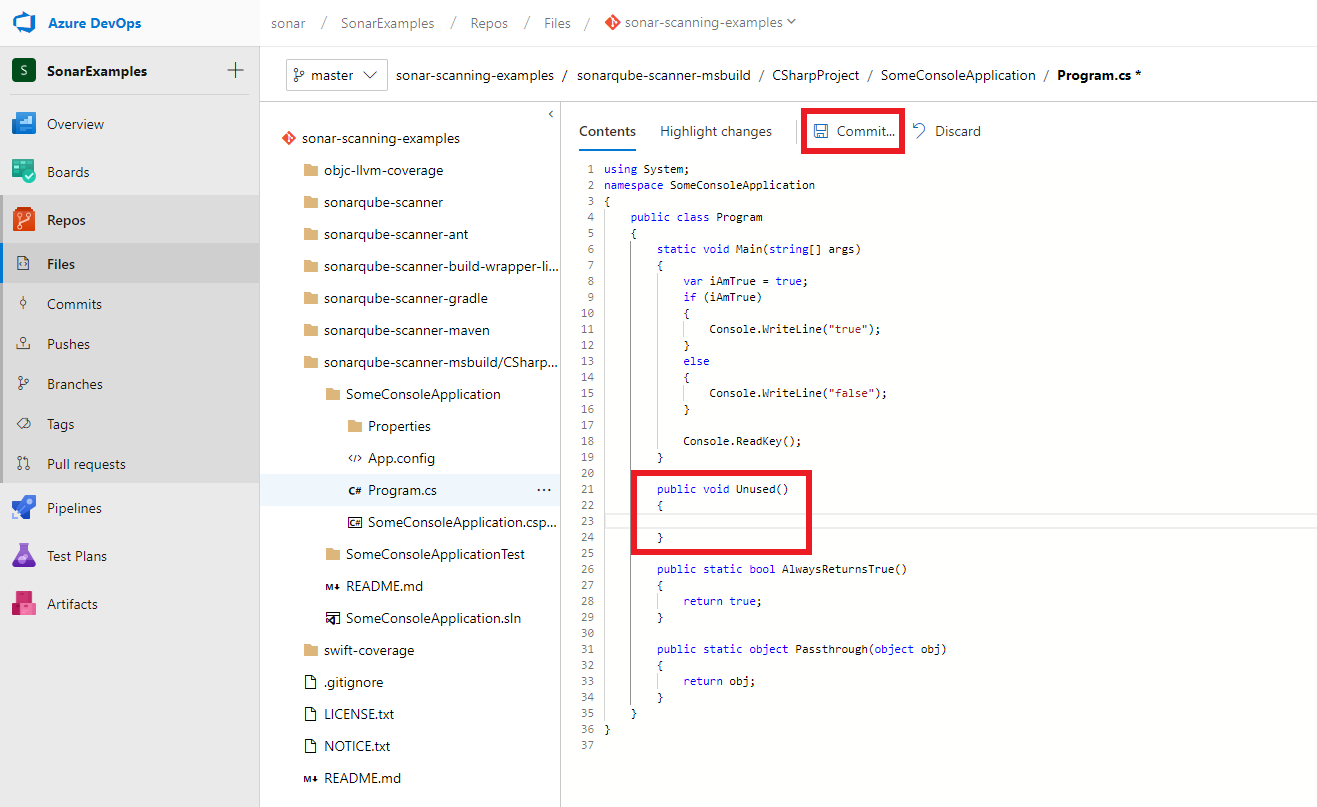 Azure DevOps
sonar / SonarExamples / Repos / Files / sonar-scanning-examples
S SonarExamples
Overview
Boards
Repos
Files
Commits
Pushes
Branches
Tags
Pull requests
Pipelines
Test Plans
Artifacts
master sonar-scanning-examples / sonarqube-scanner-msbuild / CSharpProject / SomeConsoleApplication / Program.cs *
sonar-scanning-examples
objc-llvm-coverage
sonarqube-scanner
sonarqube-scanner-ant
sonarqube-scanner-build-wrapper-li...
sonarqube-scanner-gradle
sonarqube-scanner-maven
sonarqube-scanner-msbuild/CSharp...
SomeConsoleApplication
Properties
</> App.config
C# Program.cs
C# SomeConsoleApplication.csp...
SomeConsoleApplicationTest
M↓ README.md
SomeConsoleApplication.sln
swift-coverage
.gitignore
LICENSE.txt
NOTICE.txt
M↓ README.md
Contents Highlight changes Commit... Discard
1 using System;
2 namespace SomeConsoleApplication
3 {
4 public class Program
5 {
6 static void Main(string[] args)
7 {
8 var iAmTrue = true;
9 if (iAmTrue)
10 {
11 Console.WriteLine("true");
12 }
13 else
14 {
15 Console.WriteLine("false");
16 }
17
18 Console.ReadKey();
19 }
20
21 public void Unused()
22 {
23
24 }
25
26 public static bool AlwaysReturnsTrue()
27 {
28 return true;
29 }
30
31 public static object Passthrough(object obj)
32 {
33 return obj;
34 }
35 }
36 }
37